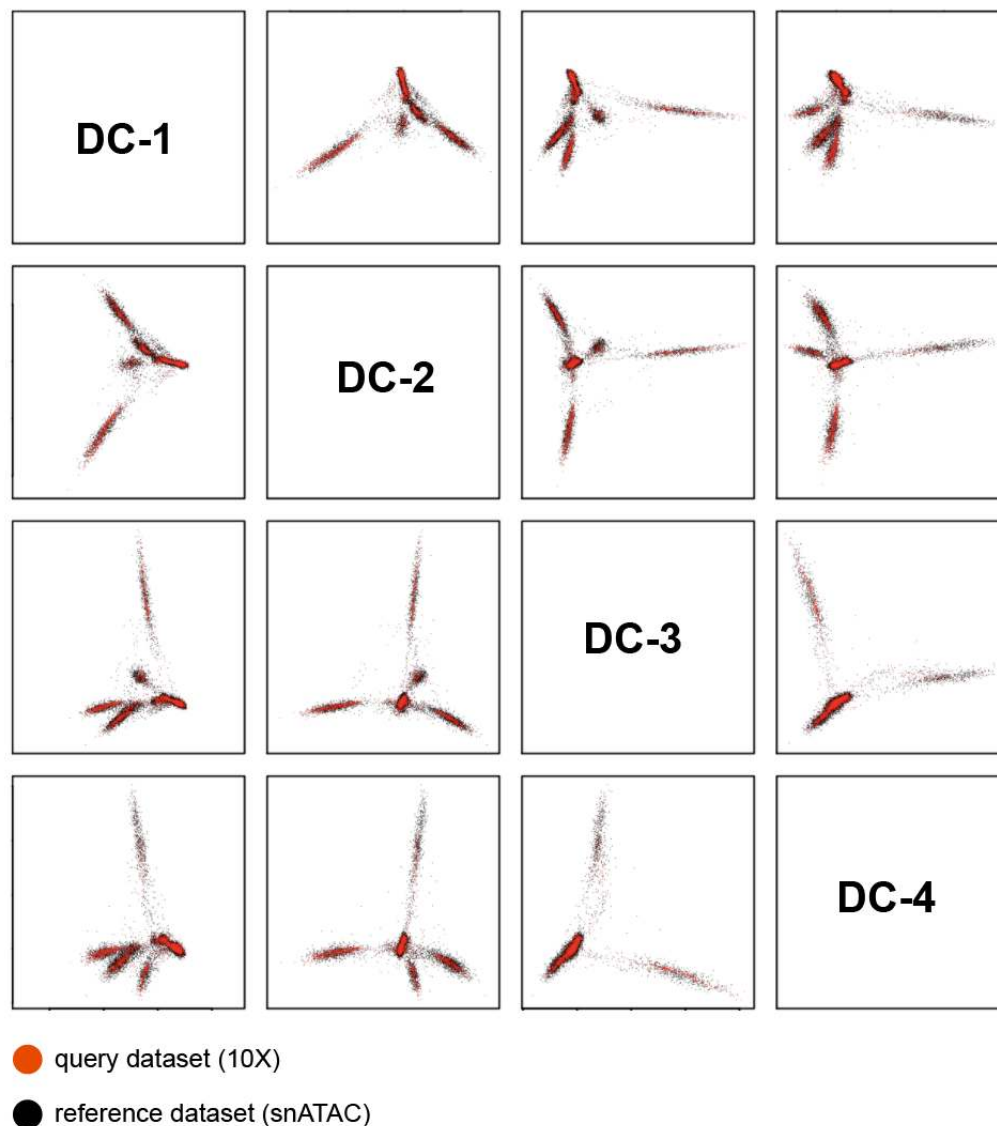 DC-1
DC-2
DC-3
DC-4
query dataset (10X)
reference dataset (snATAC)